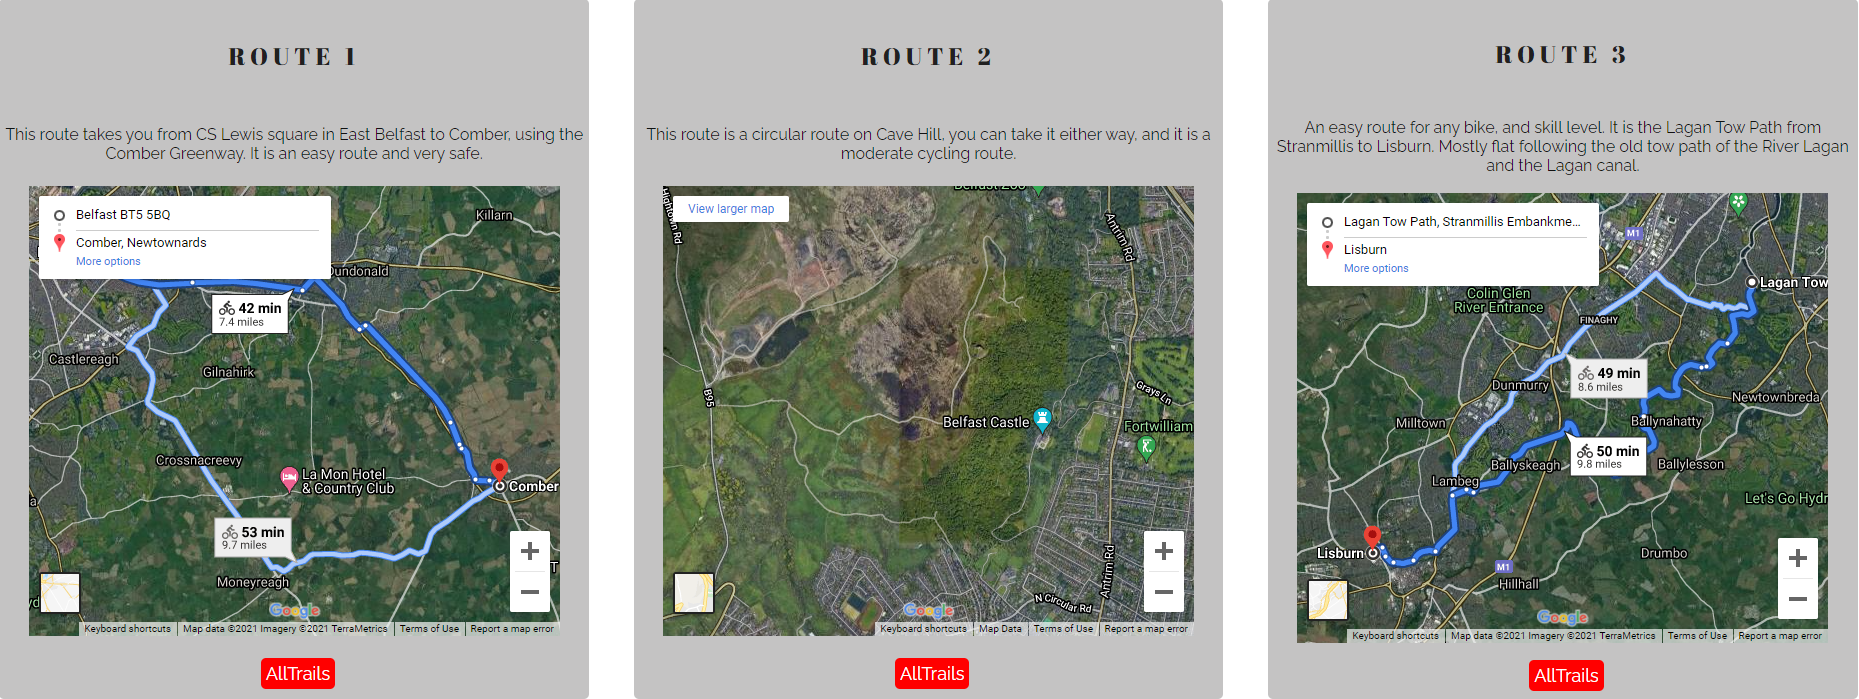 ROUTE 1
This route takes you from CS Lewis square in East Belfast to Comber, using the
Comber Greenway. It is an easy route and very safe.
Belfast BT5 5BQ
Comber, Newtownards
More options
Killarn
Dundonald
42 min
7.4 miles
Castlereagh
Gilnahirk
Crossnacreevy
La Mon Hotel
& Country Club
Comber
53 min
9.7 miles
Moneyreagh
Google
Keyboard shortcuts
Map data ©2021 Imagery ©2021 TerraMetrics
Terms of Use
Report a map error
AllTrails
ROUTE 2
This route is a circular route on Cave Hill, you can take it either way, and it is a
moderate cycling route.
View larger map
Belfast Zoo
Hightown Rd
Antrim Rd
B95
Grays Ln
Belfast Castle
Fortwilliam
Antrim Rd
N Circular Rd
Google
Keyboard shortcuts
Map Data
Terms of Use
Report a map error
AllTrails
ROUTE 3
An easy route for any bike, and skill level. It is the Lagan Tow Path from
Stranmillis to Lisburn. Mostly flat following the old tow path of the River Lagan
and the Lagan canal.
Lagan Tow Path, Stranmillis Embankme...
Lisburn
More options
M1
Lagan Tow
Colin Glen
River Entrance
FINAGHY
49 min
8.6 miles
Dunmurry
Newtownbreda
Milltown
Ballynahatty
50 min
9.8 miles
Ballyskeagh
Ballylesson
Lambeg
Let's Go Hydr
Lisburn
Drumbo
M1
Hillhall
Google
Keyboard shortcuts
Map data ©2021 Imagery ©2021 TerraMetrics
Terms of Use
Report a map error
AllTrails